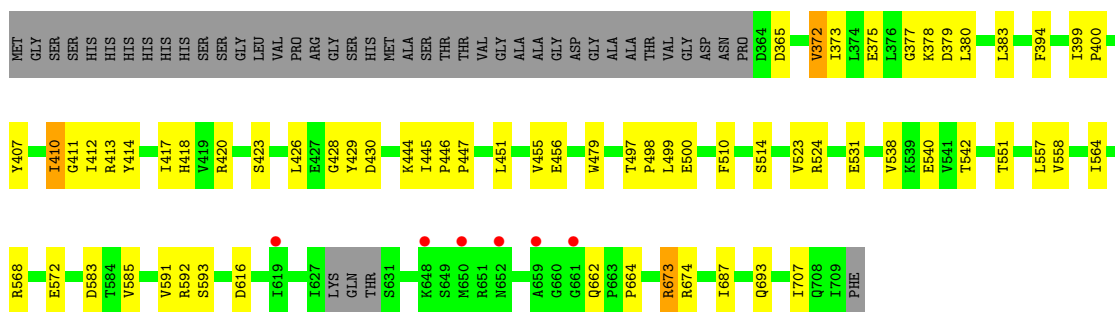 MET GLY SER SER HIS HIS HIS HIS HIS HIS SER SER GLY LEU VAL PRO ARG GLY SER HIS MET ALA SER THR THR VAL GLY ALA ALA GLY ASP GLY ALA ALA THR VAL GLY ASP ASN PRO D364 D365 V372 I373 L374 E375 L376 G377 K378 D379 L380 L383 F394 I399 P400
Y407 I410 G411 I412 R413 Y414 I417 H418 V419 R420 S423 L426 E427 G428 Y429 D430 K444 I445 P446 P447 L451 V455 E456 W479 T497 P498 L499 E500 F510 S514 V523 R524 E531 V538 K539 E540 V541 T542 T551 L557 V558 I564
R568 E572 D583 T584 V585 V591 R592 S593 D616 I619 I627 LYS GLN THR S631 K648 S649 M650 R651 N652 A659 G660 G661 Q662 P663 P664 R673 R674 I687 Q693 I707 Q708 I709 PHE